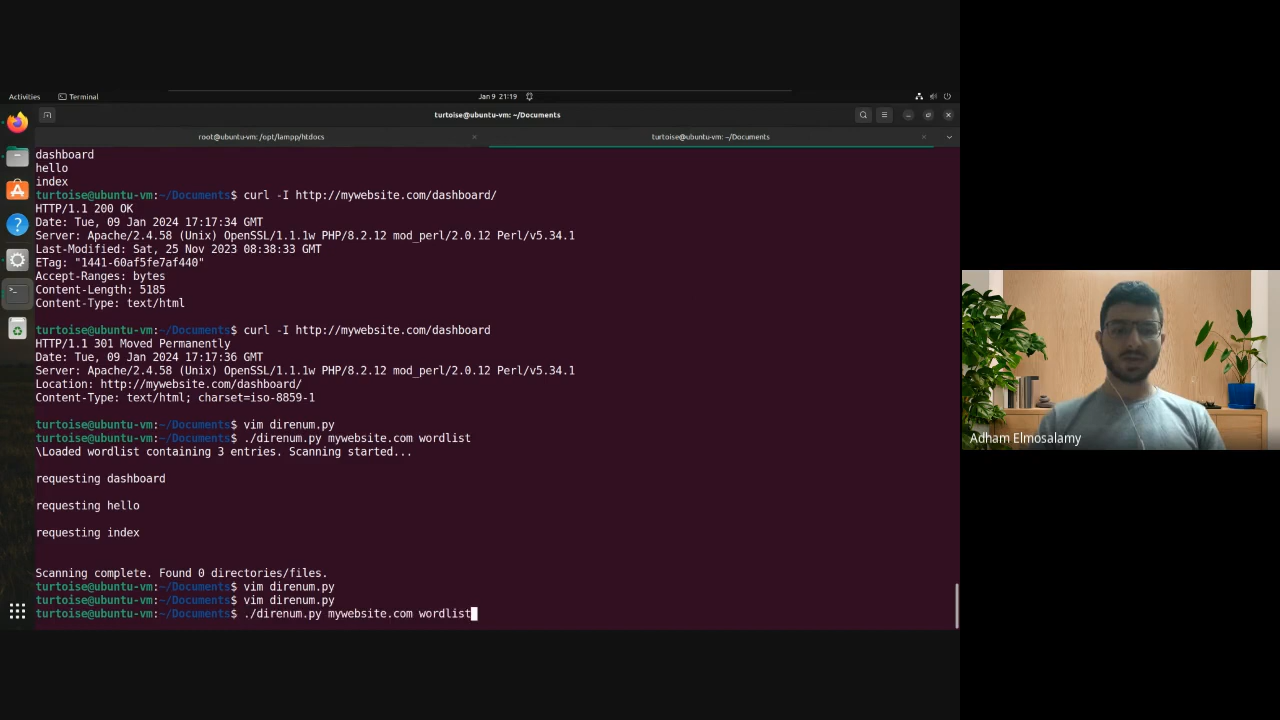 Activities
Terminal
Jan 9 21:19
turtoise@ubuntu-vm: ~/Documents
root@ubuntu-vm: /opt/lampp/htdocs
turtoise@ubuntu-vm: ~/Documents
dashboard
hello
index
turtoise@ubuntu-vm:~/Documents$ curl -I http://mywebsite.com/dashboard/
HTTP/1.1 200 OK
Date: Tue, 09 Jan 2024 17:17:34 GMT
Server: Apache/2.4.58 (Unix) OpenSSL/1.1.1w PHP/8.2.12 mod_perl/2.0.12 Perl/v5.34.1
Last-Modified: Sat, 25 Nov 2023 08:38:33 GMT
ETag: "1441-60af5fe7af440"
Accept-Ranges: bytes
Content-Length: 5185
Content-Type: text/html
turtoise@ubuntu-vm:~/Documents$ curl -I http://mywebsite.com/dashboard
HTTP/1.1 301 Moved Permanently
Date: Tue, 09 Jan 2024 17:17:36 GMT
Server: Apache/2.4.58 (Unix) OpenSSL/1.1.1w PHP/8.2.12 mod_perl/2.0.12 Perl/v5.34.1
Location: http://mywebsite.com/dashboard/
Content-Type: text/html; charset=iso-8859-1
turtoise@ubuntu-vm:~/Documents$ vim direnum.py
turtoise@ubuntu-vm:~/Documents$ ./direnum.py mywebsite.com wordlist
\Loaded wordlist containing 3 entries. Scanning started...
requesting dashboard
requesting hello
requesting index
Scanning complete. Found 0 directories/files.
turtoise@ubuntu-vm:~/Documents$ vim direnum.py
turtoise@ubuntu-vm:~/Documents$ vim direnum.py
turtoise@ubuntu-vm:~/Documents$ ./direnum.py mywebsite.com wordlist
Adham Elmosalamy